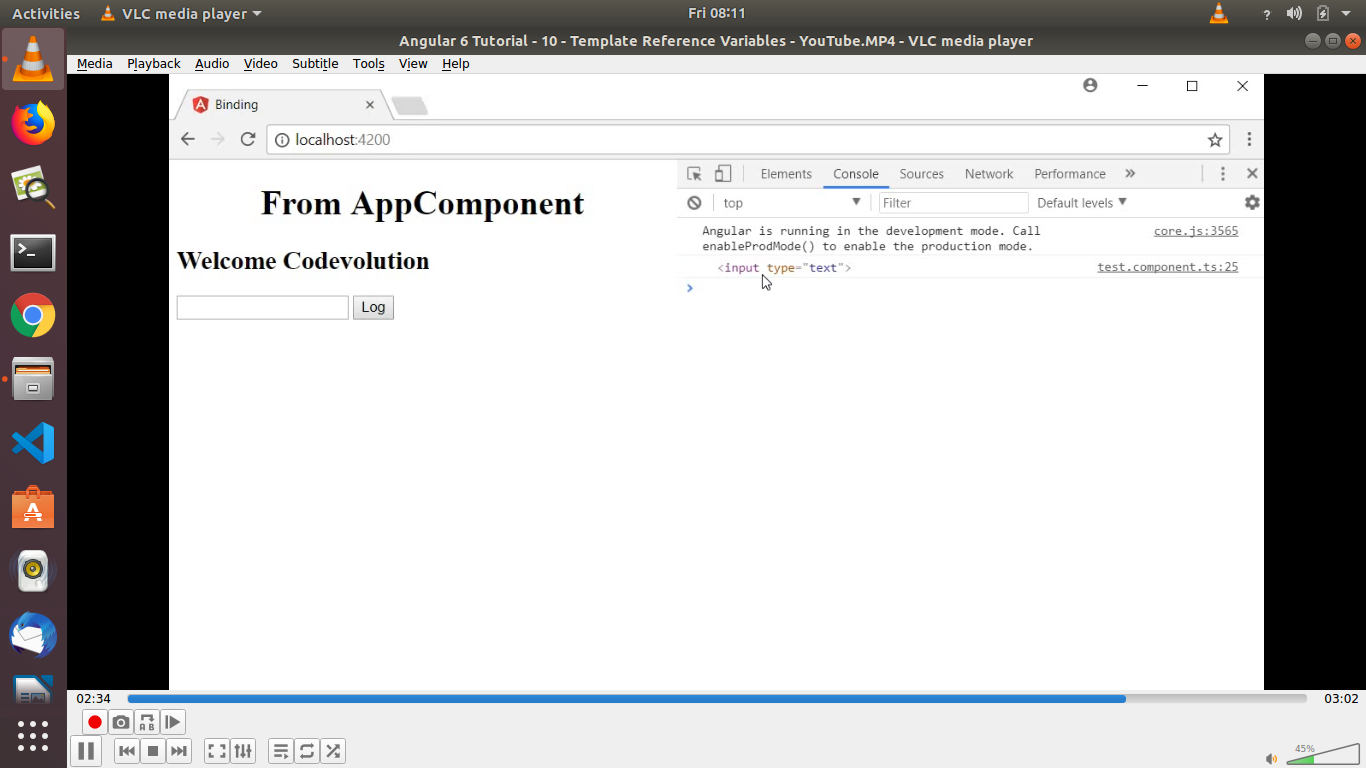 Activities
VLC media player
Fri 08:11
?
Angular 6 Tutorial - 10 - Template Reference Variables - YouTube.MP4 - VLC media player
Media Playback Audio Video Subtitle Tools View Help
Binding
localhost:4200
Elements Console Sources Network Performance »
top
Filter
Default levels
From AppComponent
Welcome Codevolution
Log
Angular is running in the development mode. Call
enableProdMode() to enable the production mode.
core.js:3565
<input type="text">
test.component.ts:25
02:34
03:02
A B
45%